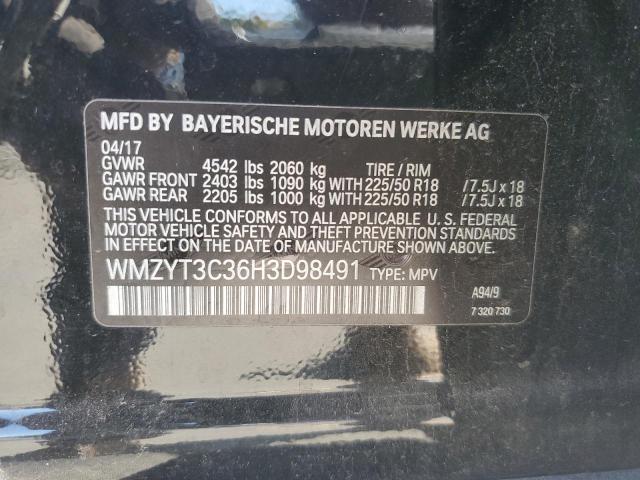 MFD BY BAYERISCHE MOTOREN WERKE AG
04/17
GVWR 4542 lbs 2060 kg TIRE / RIM
GAWR FRONT 2403 lbs 1090 kg WITH 225/50 R18 /7.5J x 18
GAWR REAR 2205 lbs 1000 kg WITH 225/50 R18 /7.5J x 18
THIS VEHICLE CONFORMS TO ALL APPLICABLE U. S. FEDERAL
MOTOR VEHICLE SAFETY AND THEFT PREVENTION STANDARDS
IN EFFECT ON THE DATE OF MANUFACTURE SHOWN ABOVE.
WMZYT3C36H3D98491 TYPE: MPV
A94/9
7 320 730